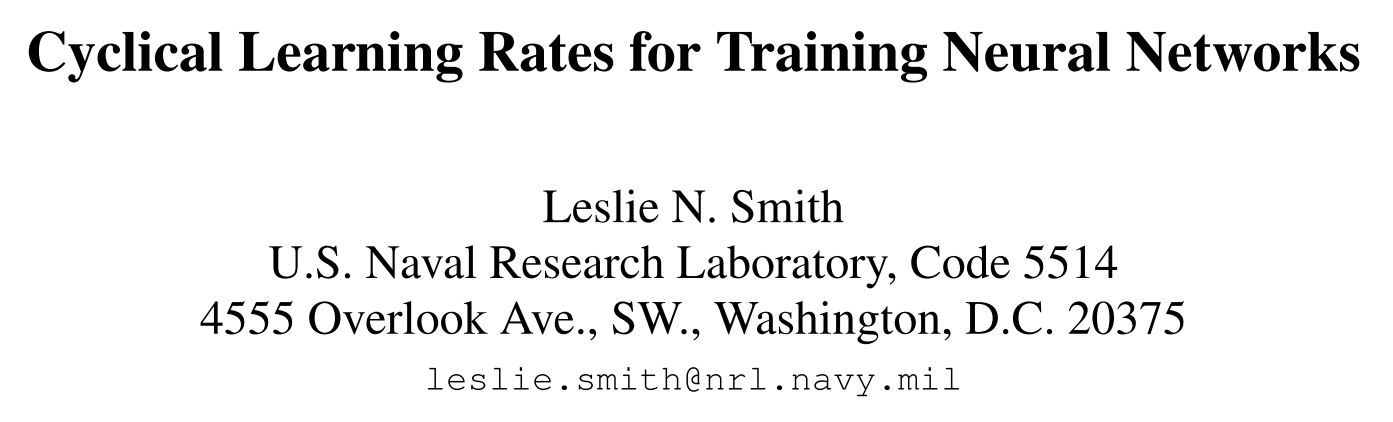 Cyclical Learning Rates for Training Neural Networks
Leslie N. Smith
U.S. Naval Research Laboratory, Code 5514
4555 Overlook Ave., SW., Washington, D.C. 20375
leslie.smith@nrl.navy.mil